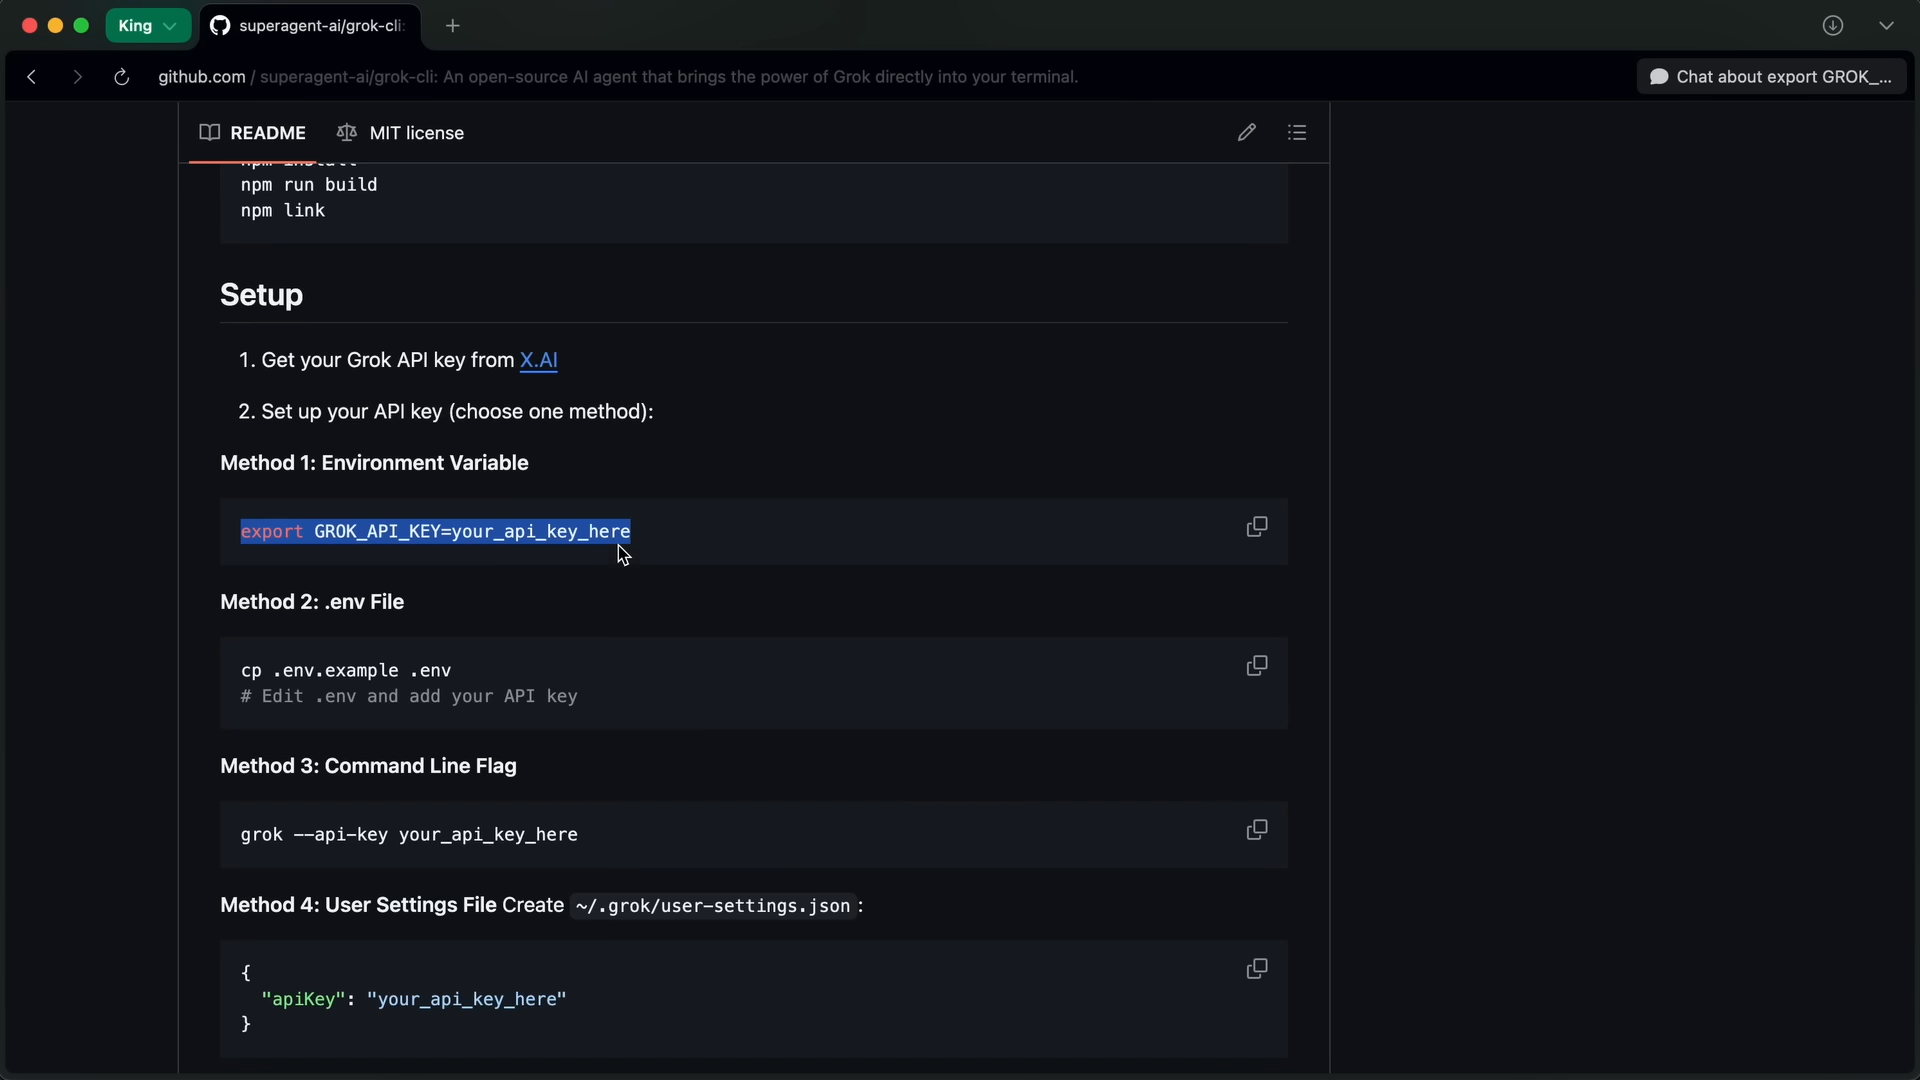 King
superagent-ai/grok-cli:
github.com / superagent-ai/grok-cli: An open-source AI agent that brings the power of Grok directly into your terminal.
Chat about export GROK_...
README
MIT license
npm install
npm run build
npm link
Setup
1. Get your Grok API key from X.AI
2. Set up your API key (choose one method):
Method 1: Environment Variable
export GROK_API_KEY=your_api_key_here
Method 2: .env File
cp .env.example .env
# Edit .env and add your API key
Method 3: Command Line Flag
grok --api-key your_api_key_here
Method 4: User Settings File Create ~/.grok/user-settings.json :
{
"apiKey": "your_api_key_here"
}